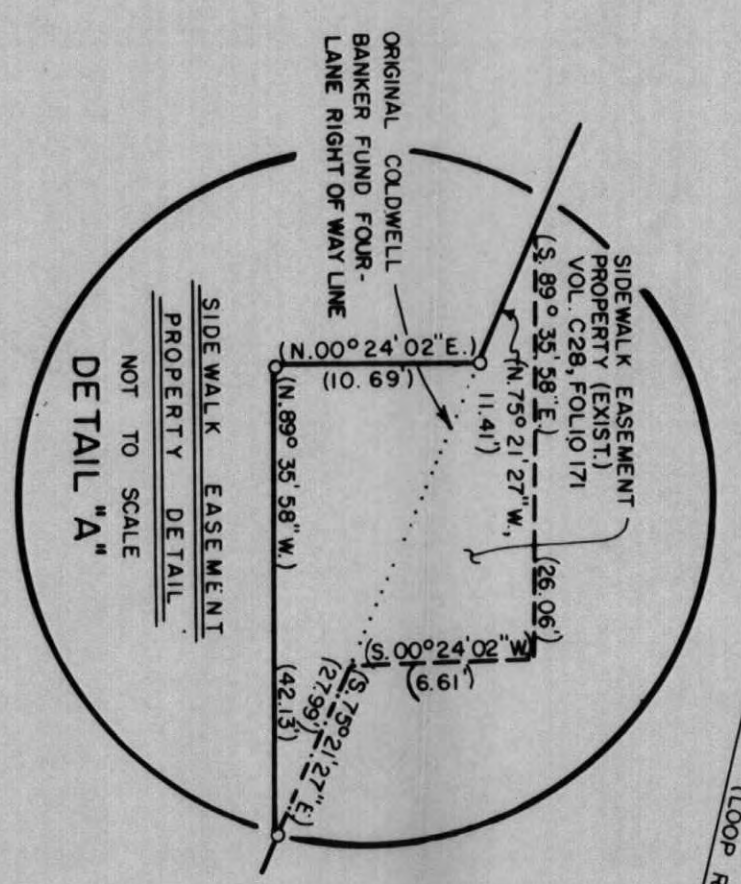 SIDEWALK EASEMENT
PROPERTY (EXIST.)
VOL. C28, FOLIO 171
(S. 89° 35' 58" E.)
(26.06')
(N. 75° 21' 27" W.,
11.41')
ORIGINAL COLDWELL
BANKER FUND FOUR-
LANE RIGHT OF WAY LINE
(N. 00° 24' 02" E.)
(10.69')
(S. 00° 24' 02" W.)
(6.61')
(S. 75° 21' 27" E.)
(27.99')
(N. 89° 35' 58" W.)
(42.13')
SIDEWALK EASEMENT
PROPERTY DETAIL
NOT TO SCALE
DETAIL "A"
(LOOP